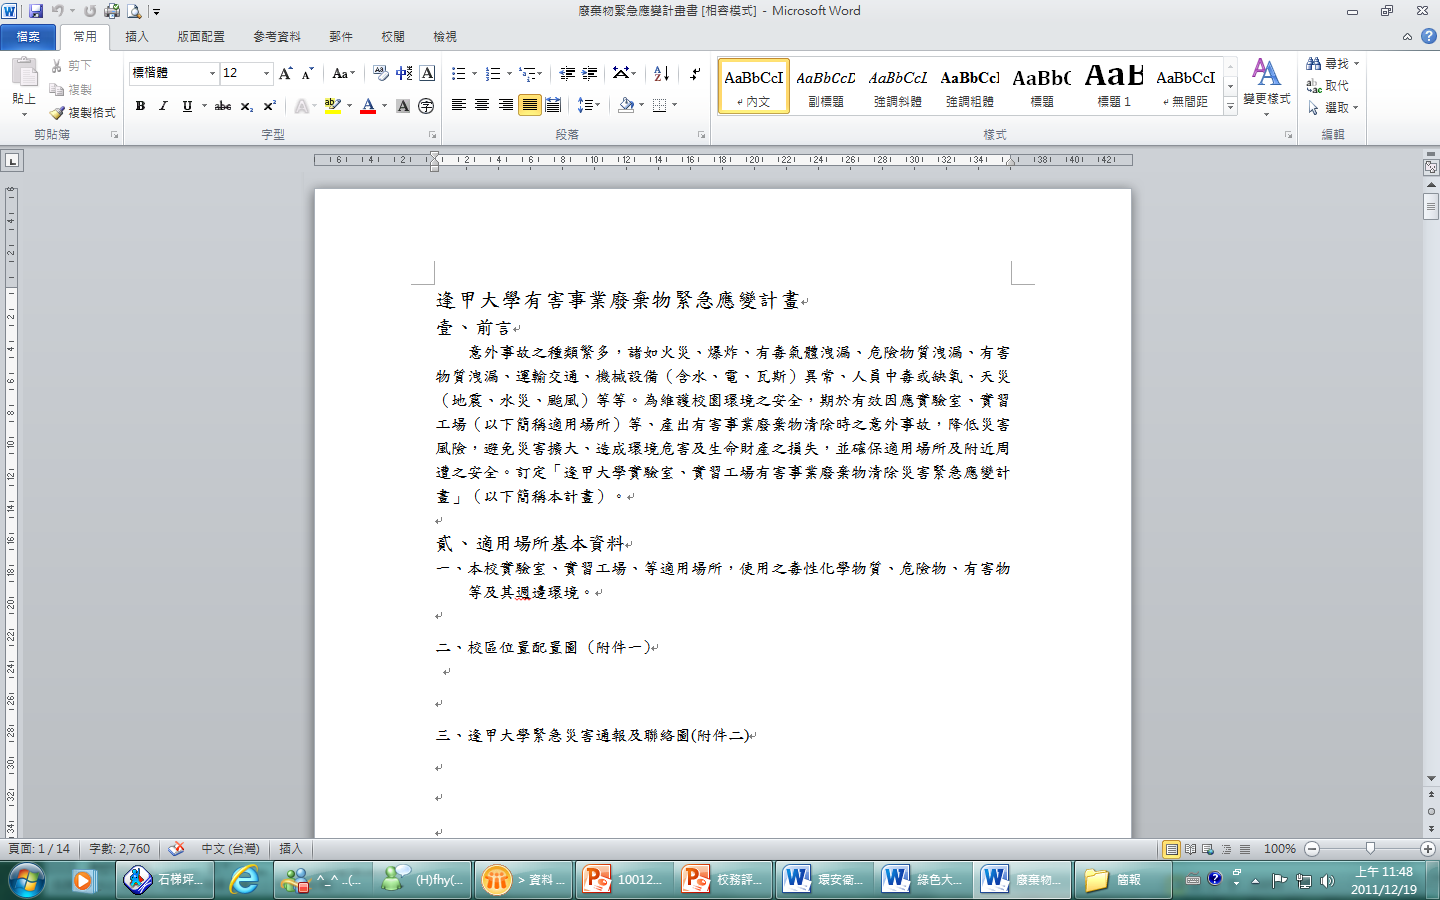 廢棄物緊急應變計畫書 [相容模式] - Microsoft Word
檔案 常用 插入 版面配置 參考資料 郵件 校閱 檢視
貼上 剪下 複製 複製格式 剪貼簿
標楷體 12 字型
段落
AaBbCcI AaBbCcD AaBbCcL AaBbCcl AaBbC AaB AaBbCcI
內文 副標題 強調斜體 強調粗體 標題 標題 1 無間距 變更樣式
樣式
尋找 取代 選取 編輯
逢甲大學有害事業廢棄物緊急應變計畫
壹、前言
意外事故之種類繁多，諸如火災、爆炸、有毒氣體洩漏、危險物質洩漏、有害
物質洩漏、運輸交通、機械設備（含水、電、瓦斯）異常、人員中毒或缺氧、天災
（地震、水災、颱風）等等。為維護校園環境之安全，期於有效因應實驗室、實習
工場（以下簡稱適用場所）等、產出有害事業廢棄物清除時之意外事故，降低災害
風險，避免災害擴大、造成環境危害及生命財產之損失，並確保適用場所及附近周
遭之安全。訂定「逢甲大學實驗室、實習工場有害事業廢棄物清除災害緊急應變計
畫」（以下簡稱本計畫）。
貳、適用場所基本資料
一、本校實驗室、實習工場、等適用場所，使用之毒性化學物質、危險物、有害物
等及其週邊環境。
二、校區位置配置圖（附件一)
三、逢甲大學緊急災害通報及聯絡圖(附件二)
頁面: 1 / 14 字數: 2,760 中文 (台灣) 插入 100%
石梯坪... ^_^ ..(... (H)fhy(... > 資料 ... 10012... 校務評... 環安衛... 綠色大... 廢棄物... 簡報
上午 11:48
2011/12/19